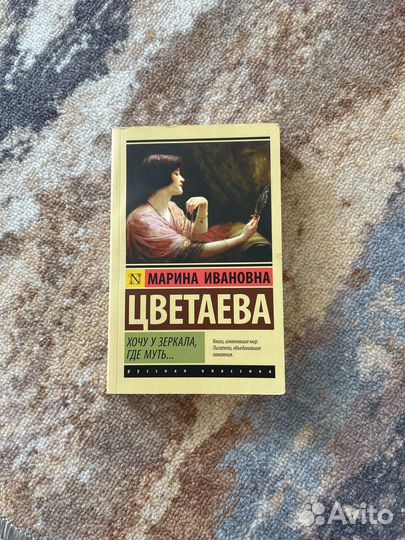 N
МАРИНА ИВАНОВНА
ЦВЕТАЕВА
ХОЧУ У ЗЕРКАЛА,
ГДЕ МУТЬ...
Книги, изменившие мир.
Писатели, объединившие
поколения.
русская классика
Avito